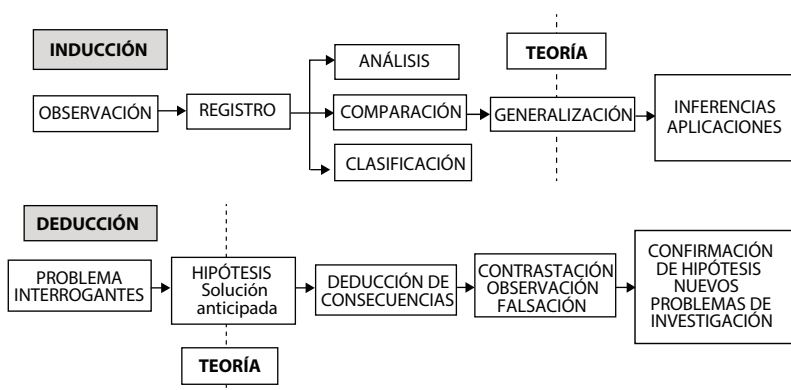 INDUCCIÓN
TEORÍA
OBSERVACIÓN
REGISTRO
ANÁLISIS
COMPARACIÓN
CLASIFICACIÓN
GENERALIZACIÓN
INFERENCIAS
APLICACIONES
DEDUCCIÓN
PROBLEMA
INTERROGANTES
HIPÓTESIS
Solución
anticipada
DEDUCCIÓN DE
CONSECUENCIAS
CONTRASTACIÓN
OBSERVACIÓN
FALSACIÓN
CONFIRMACIÓN
DE HIPÓTESIS
NUEVOS
PROBLEMAS DE
INVESTIGACIÓN
TEORÍA